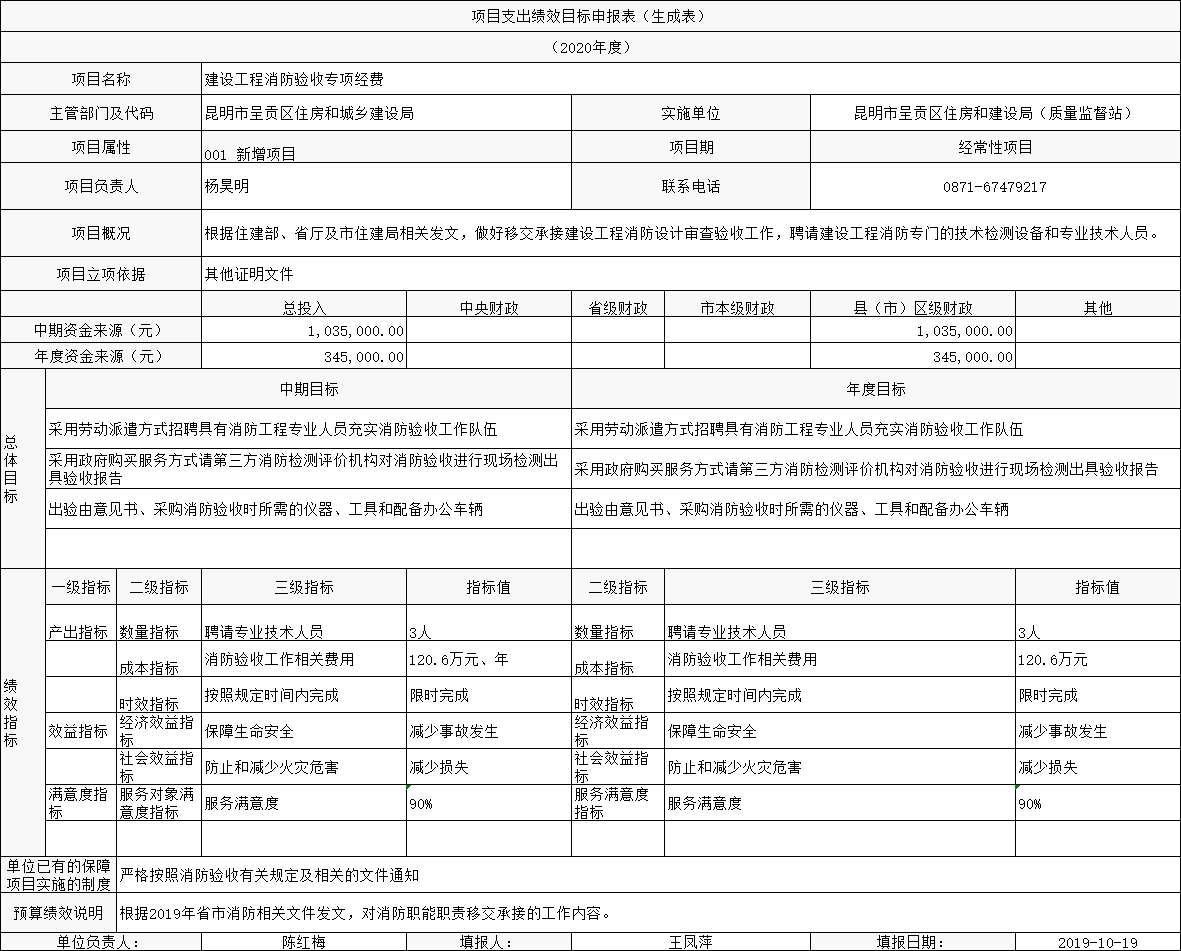 项目支出绩效目标申报表（生成表）
（2020年度）
项目名称 建设工程消防验收专项经费
主管部门及代码 昆明市呈贡区住房和城乡建设局 实施单位 昆明市呈贡区住房和建设局（质量监督站）
项目属性 001 新增项目 项目期 经常性项目
项目负责人 杨昊明 联系电话 0871-67479217
项目概况 根据住建部、省厅及市住建局相关发文，做好移交承接建设工程消防设计审查验收工作，聘请建设工程消防专门的技术检测设备和专业技术人员。
项目立项依据 其他证明文件
总投入 中央财政 省级财政 市本级财政 县（市）区级财政 其他
中期资金来源（元） 1,035,000.00 1,035,000.00
年度资金来源（元） 345,000.00 345,000.00
总体目标
中期目标 年度目标
采用劳动派遣方式招聘具有消防工程专业人员充实消防验收工作队伍 采用劳动派遣方式招聘具有消防工程专业人员充实消防验收工作队伍
采用政府购买服务方式请第三方消防检测评价机构对消防验收进行现场检测出
具验收报告
采用政府购买服务方式请第三方消防检测评价机构对消防验收进行现场检测出具验收报告
出验由意见书、采购消防验收时所需的仪器、工具和配备办公车辆 出验由意见书、采购消防验收时所需的仪器、工具和配备办公车辆
绩效指标
一级指标 二级指标 三级指标 指标值 二级指标 三级指标 指标值
产出指标 数量指标 聘请专业技术人员 3人 数量指标 聘请专业技术人员 3人
成本指标 消防验收工作相关费用 120.6万元、年 成本指标 消防验收工作相关费用 120.6万元
时效指标 按照规定时间内完成 限时完成 时效指标 按照规定时间内完成 限时完成
效益指标 经济效益指标 保障生命安全 减少事故发生 经济效益指标 保障生命安全 减少事故发生
社会效益指标 防止和减少火灾危害 减少损失 社会效益指标 防止和减少火灾危害 减少损失
满意度指标 服务对象满意度指标 服务满意度 90% 服务满意度指标 服务满意度 90%
单位已有的保障
项目实施的制度
严格按照消防验收有关规定及相关的文件通知
预算绩效说明 根据2019年省市消防相关文件发文，对消防职能职责移交承接的工作内容。
单位负责人： 陈红梅 填报人： 王凤萍 填报日期： 2019-10-19